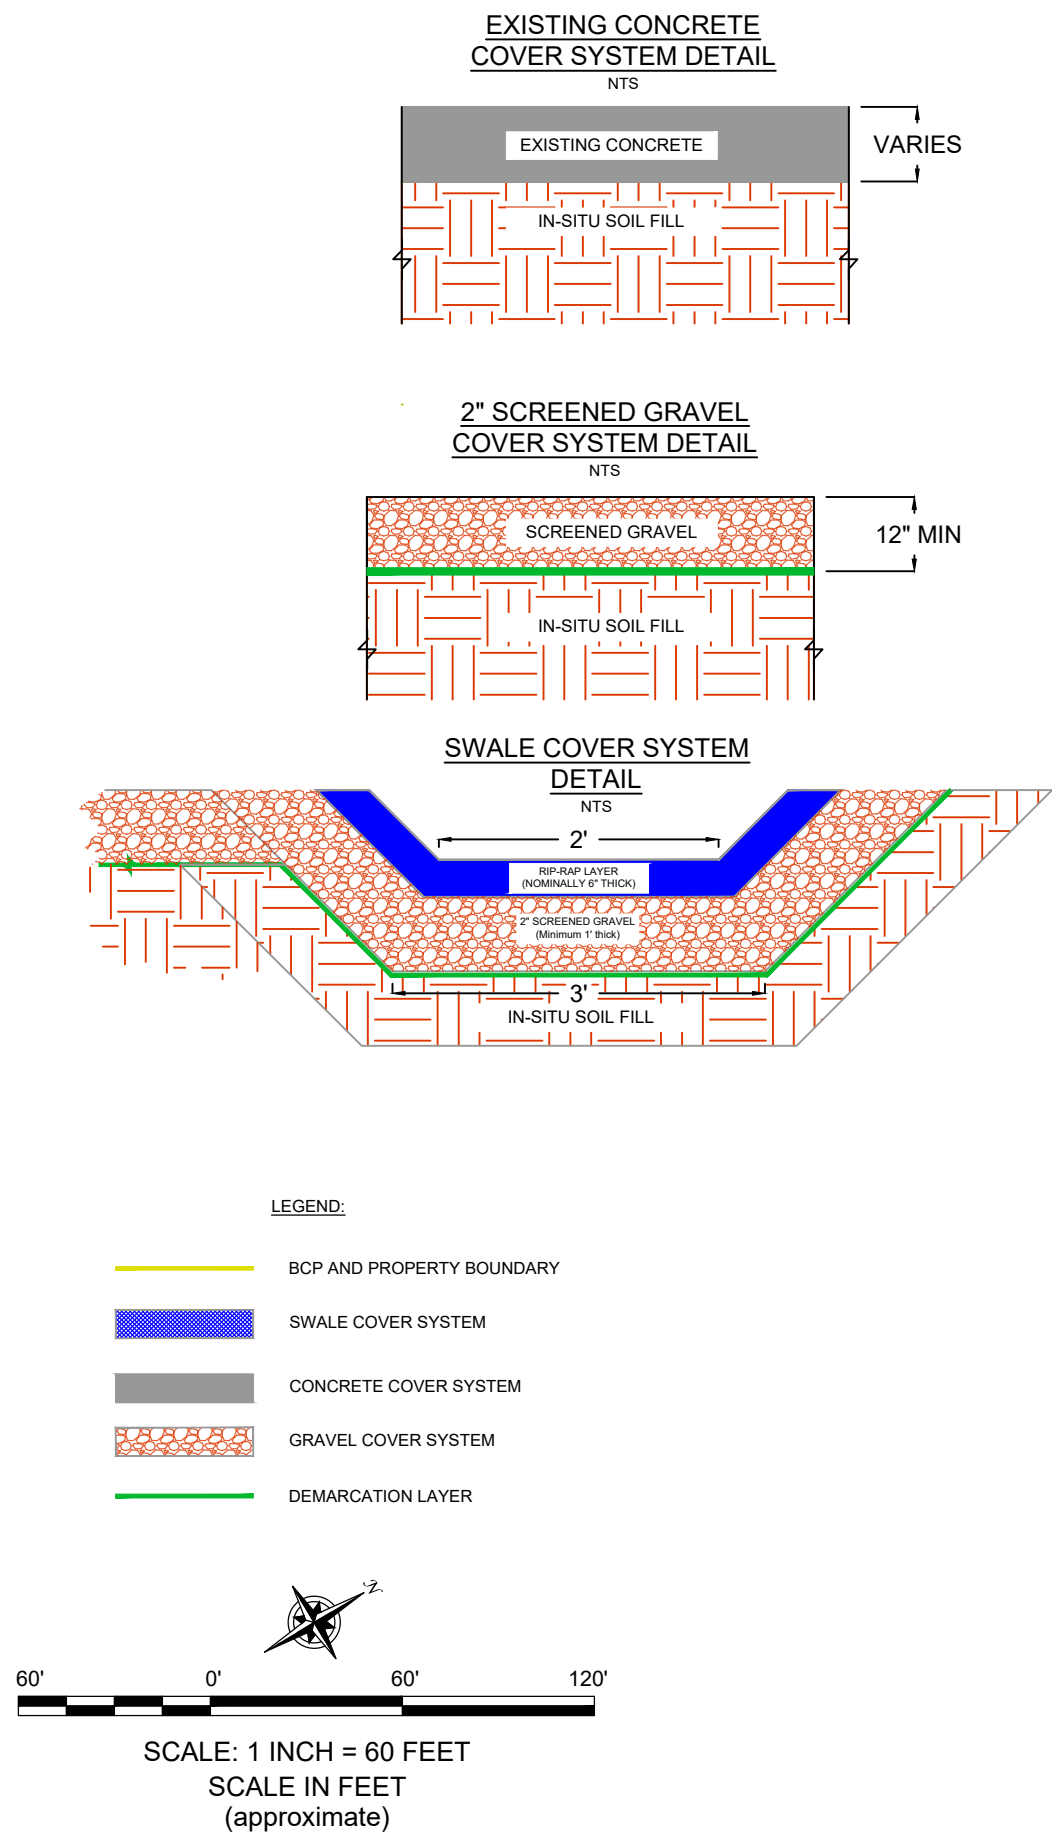 EXISTING CONCRETE
COVER SYSTEM DETAIL
NTS
EXISTING CONCRETE
VARIES
IN-SITU SOIL FILL
2" SCREENED GRAVEL
COVER SYSTEM DETAIL
NTS
SCREENED GRAVEL
12" MIN
IN-SITU SOIL FILL
SWALE COVER SYSTEM
DETAIL
NTS
2'
RIP-RAP LAYER
(NOMINALLY 6" THICK)
2" SCREENED GRAVEL
(Minimum 1' thick)
3'
IN-SITU SOIL FILL
LEGEND:
BCP AND PROPERTY BOUNDARY
SWALE COVER SYSTEM
CONCRETE COVER SYSTEM
GRAVEL COVER SYSTEM
DEMARCATION LAYER
N
60' 0' 60' 120'
SCALE: 1 INCH = 60 FEET
SCALE IN FEET
(approximate)